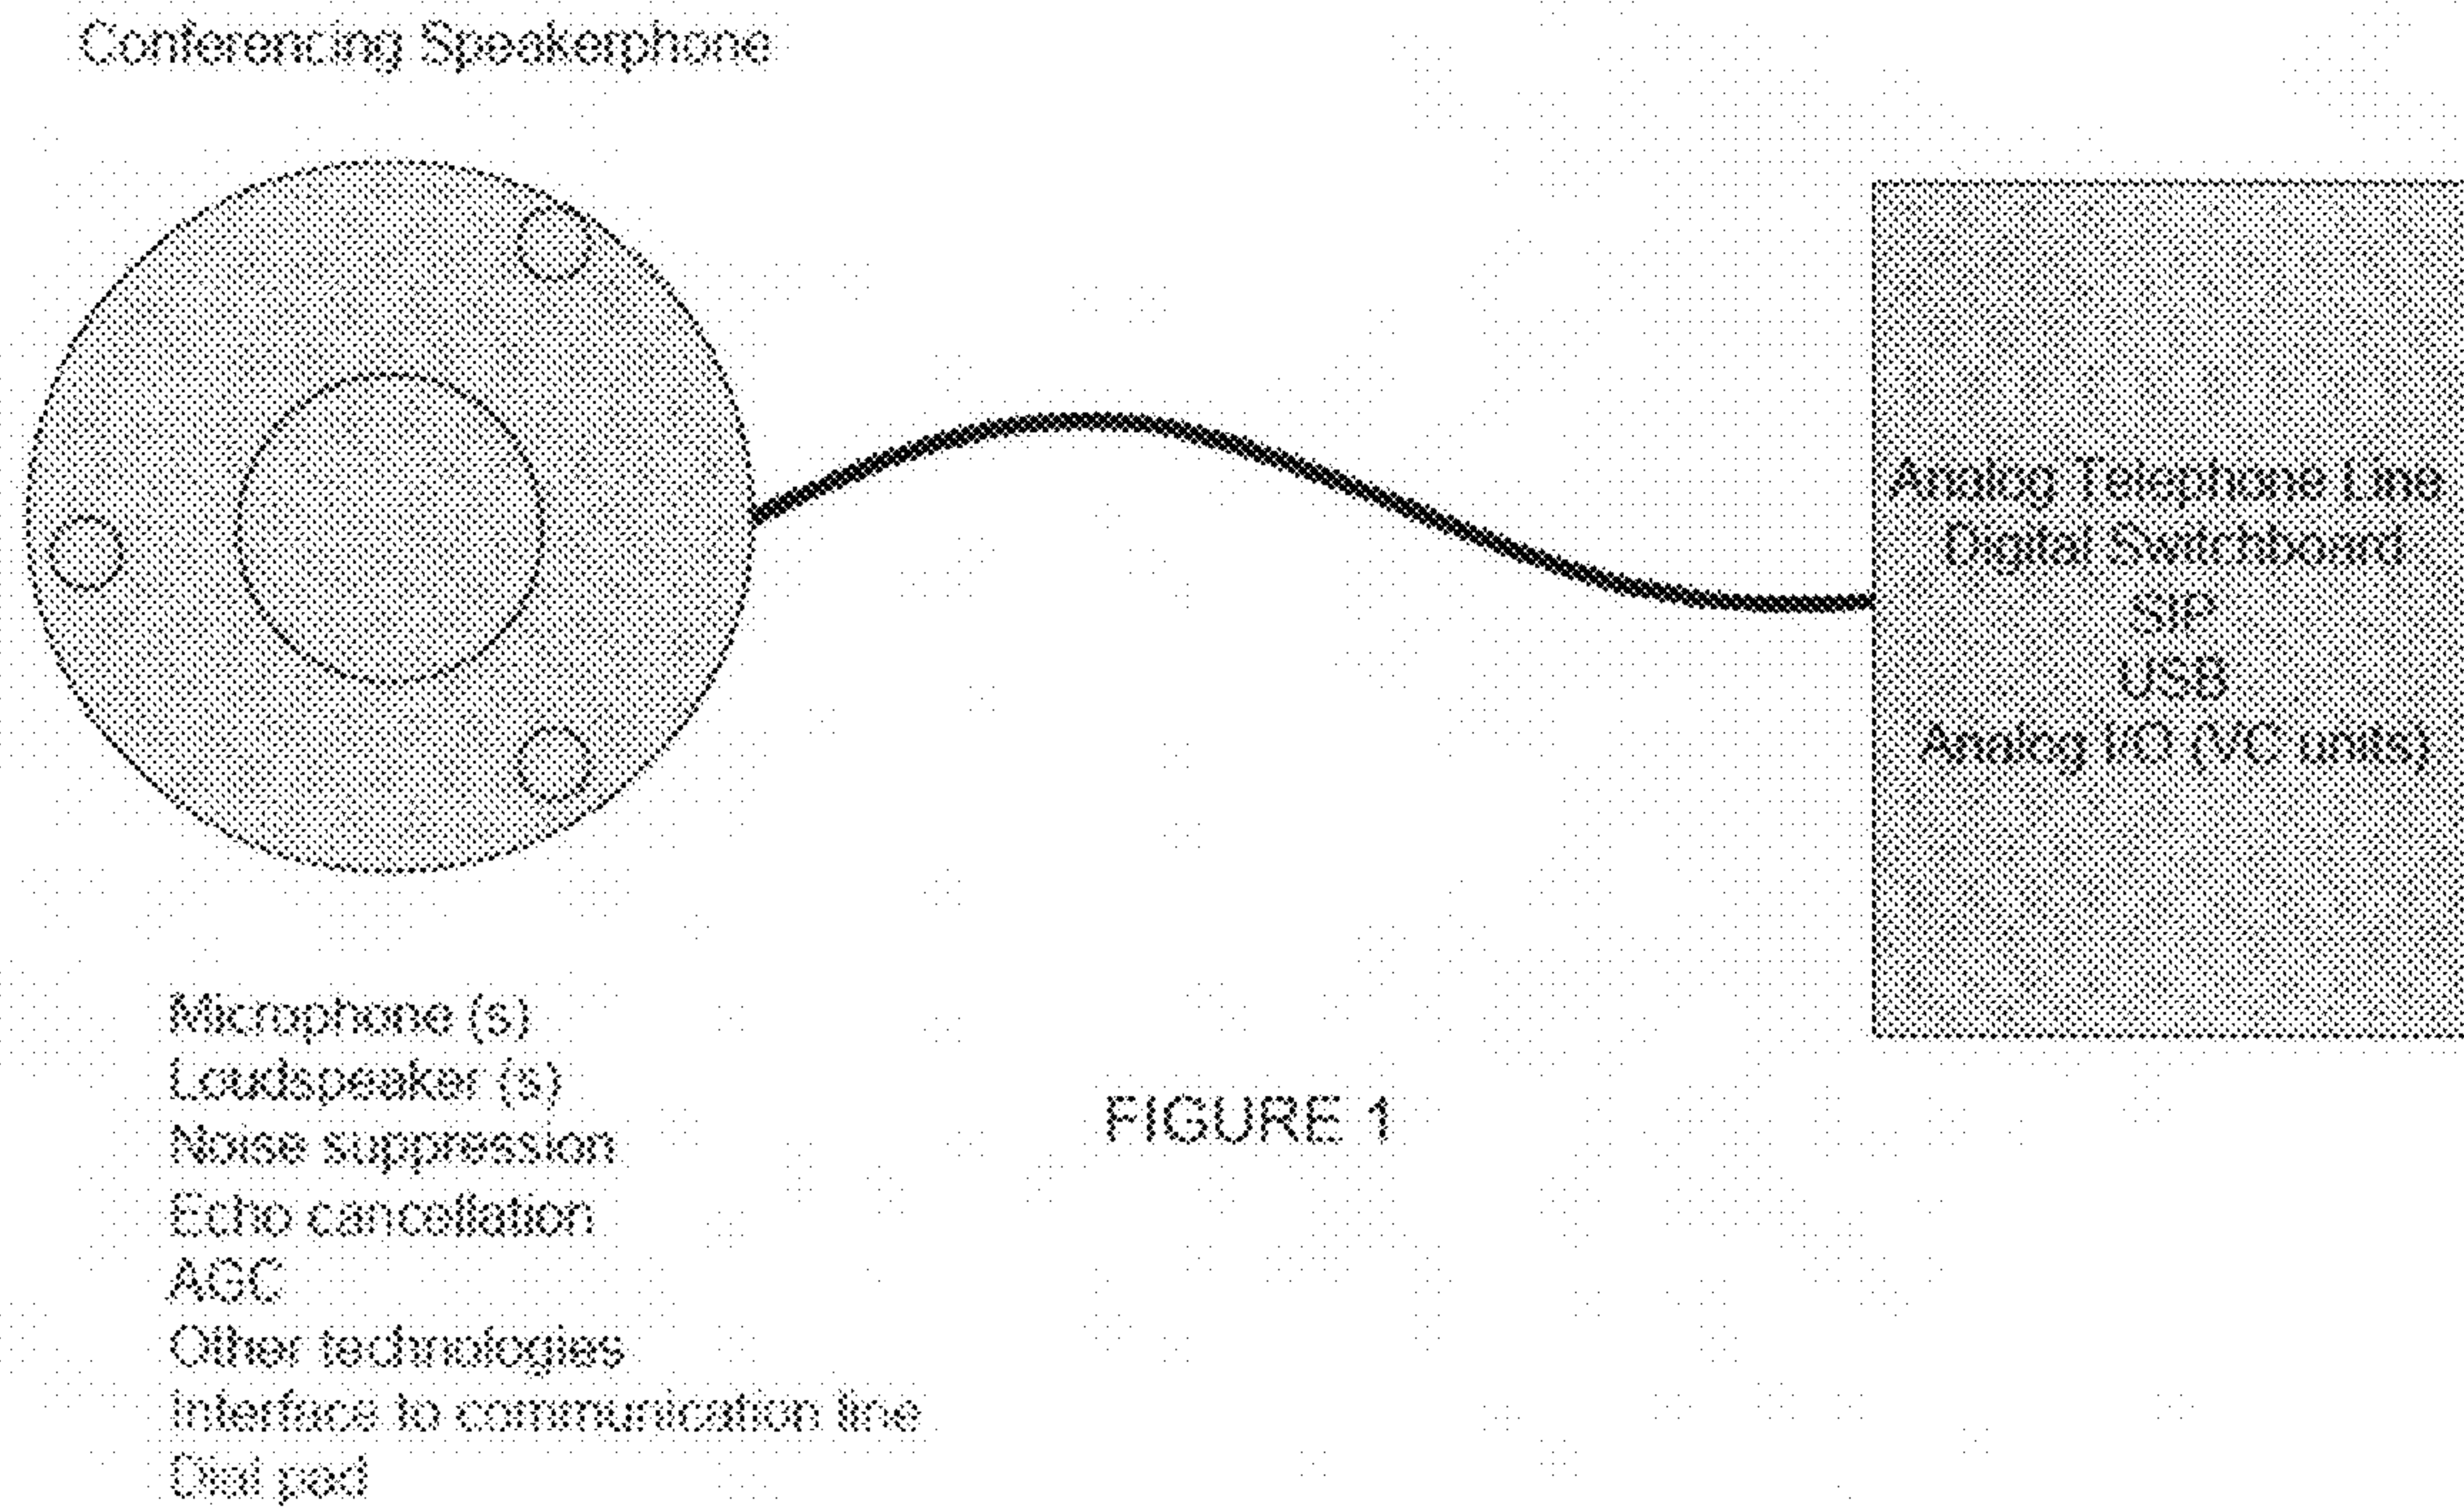 Conferencing Speakerphone
Analog Telephone Line
Digital Switchboard
SIP
USB
Analog I/O (VC units)
Microphone (s)
Loudspeaker (s)
Noise suppression
Echo cancellation
AGC
Other technologies
Interface to communication line
Dial pad
FIGURE 1